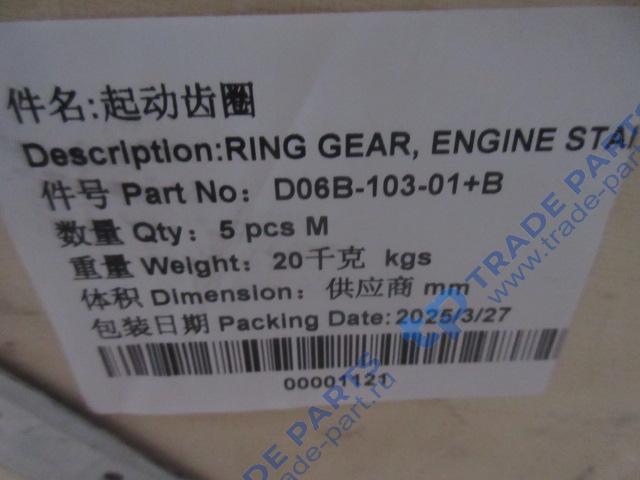 件名:起动齿圈
Description:RING GEAR, ENGINE STAI
件号 Part No: D06B-103-01+B
数量 Qty: 5 pcs M
重量 Weight: 20千克 kgs
体积 Dimension: 供应商 mm
包装日期 Packing Date:2025/3/27
00001121
TRADE PARTS
www.trade-part.ru
TRADE PARTS
trade-part.ru